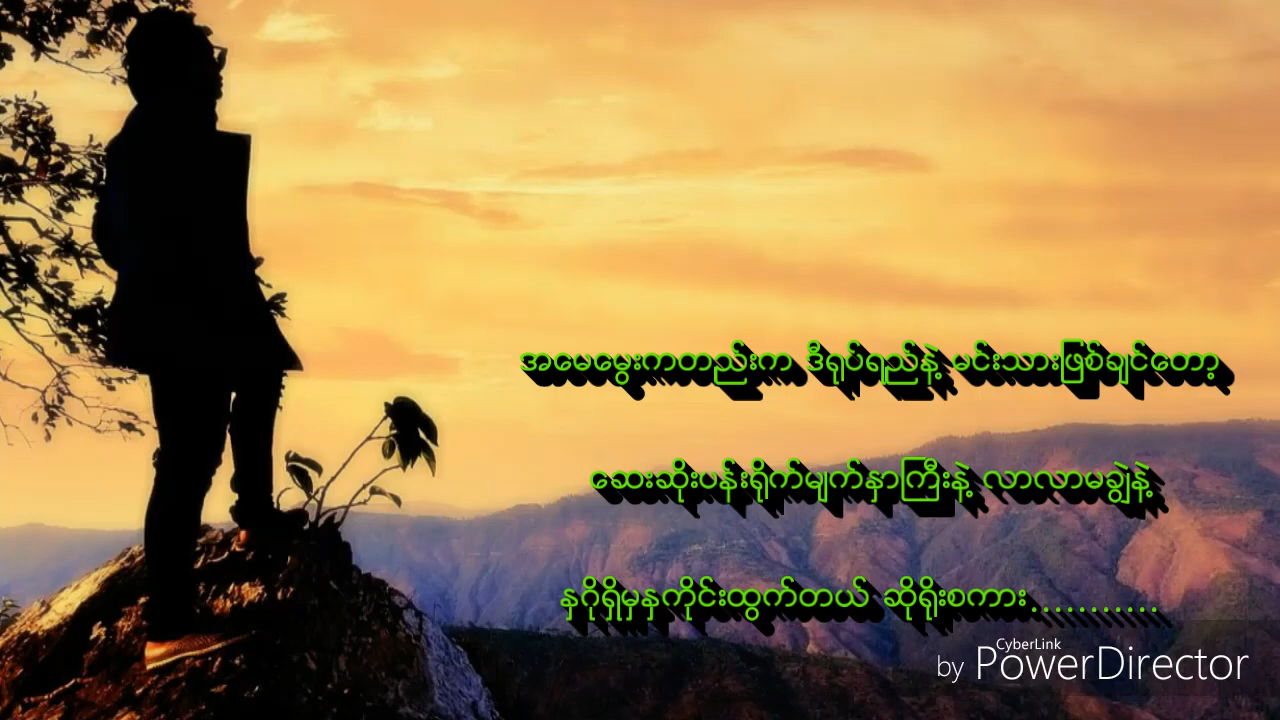 အမေမွေးကတည်းက ဒီရုပ်ရည်နဲ့ မင်းသားဖြစ်ချင်တော့
ဆေးဆိုးပန်းရိုက်မျက်နှာကြီးနဲ့ လာလာမချွဲနဲ့
နှဂိုရှိမှနှကိုင်းထွက်တယ် ဆိုရိုးစကား...........
by CyberLink PowerDirector